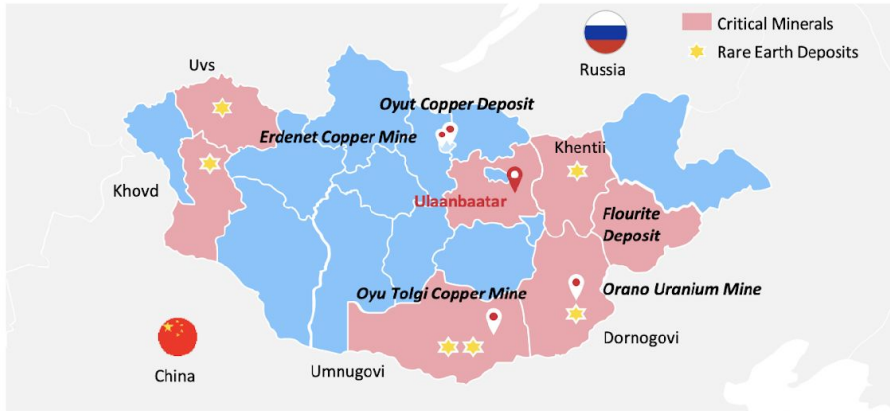 Critical Minerals
Rare Earth Deposits
Russia
Uvs
Oyut Copper Deposit
Erdenet Copper Mine
Khentii
Khovd
Ulaanbaatar
Flourite
Deposit
Oyu Tolgi Copper Mine
Orano Uranium Mine
Dornogovi
Umnugovi
China